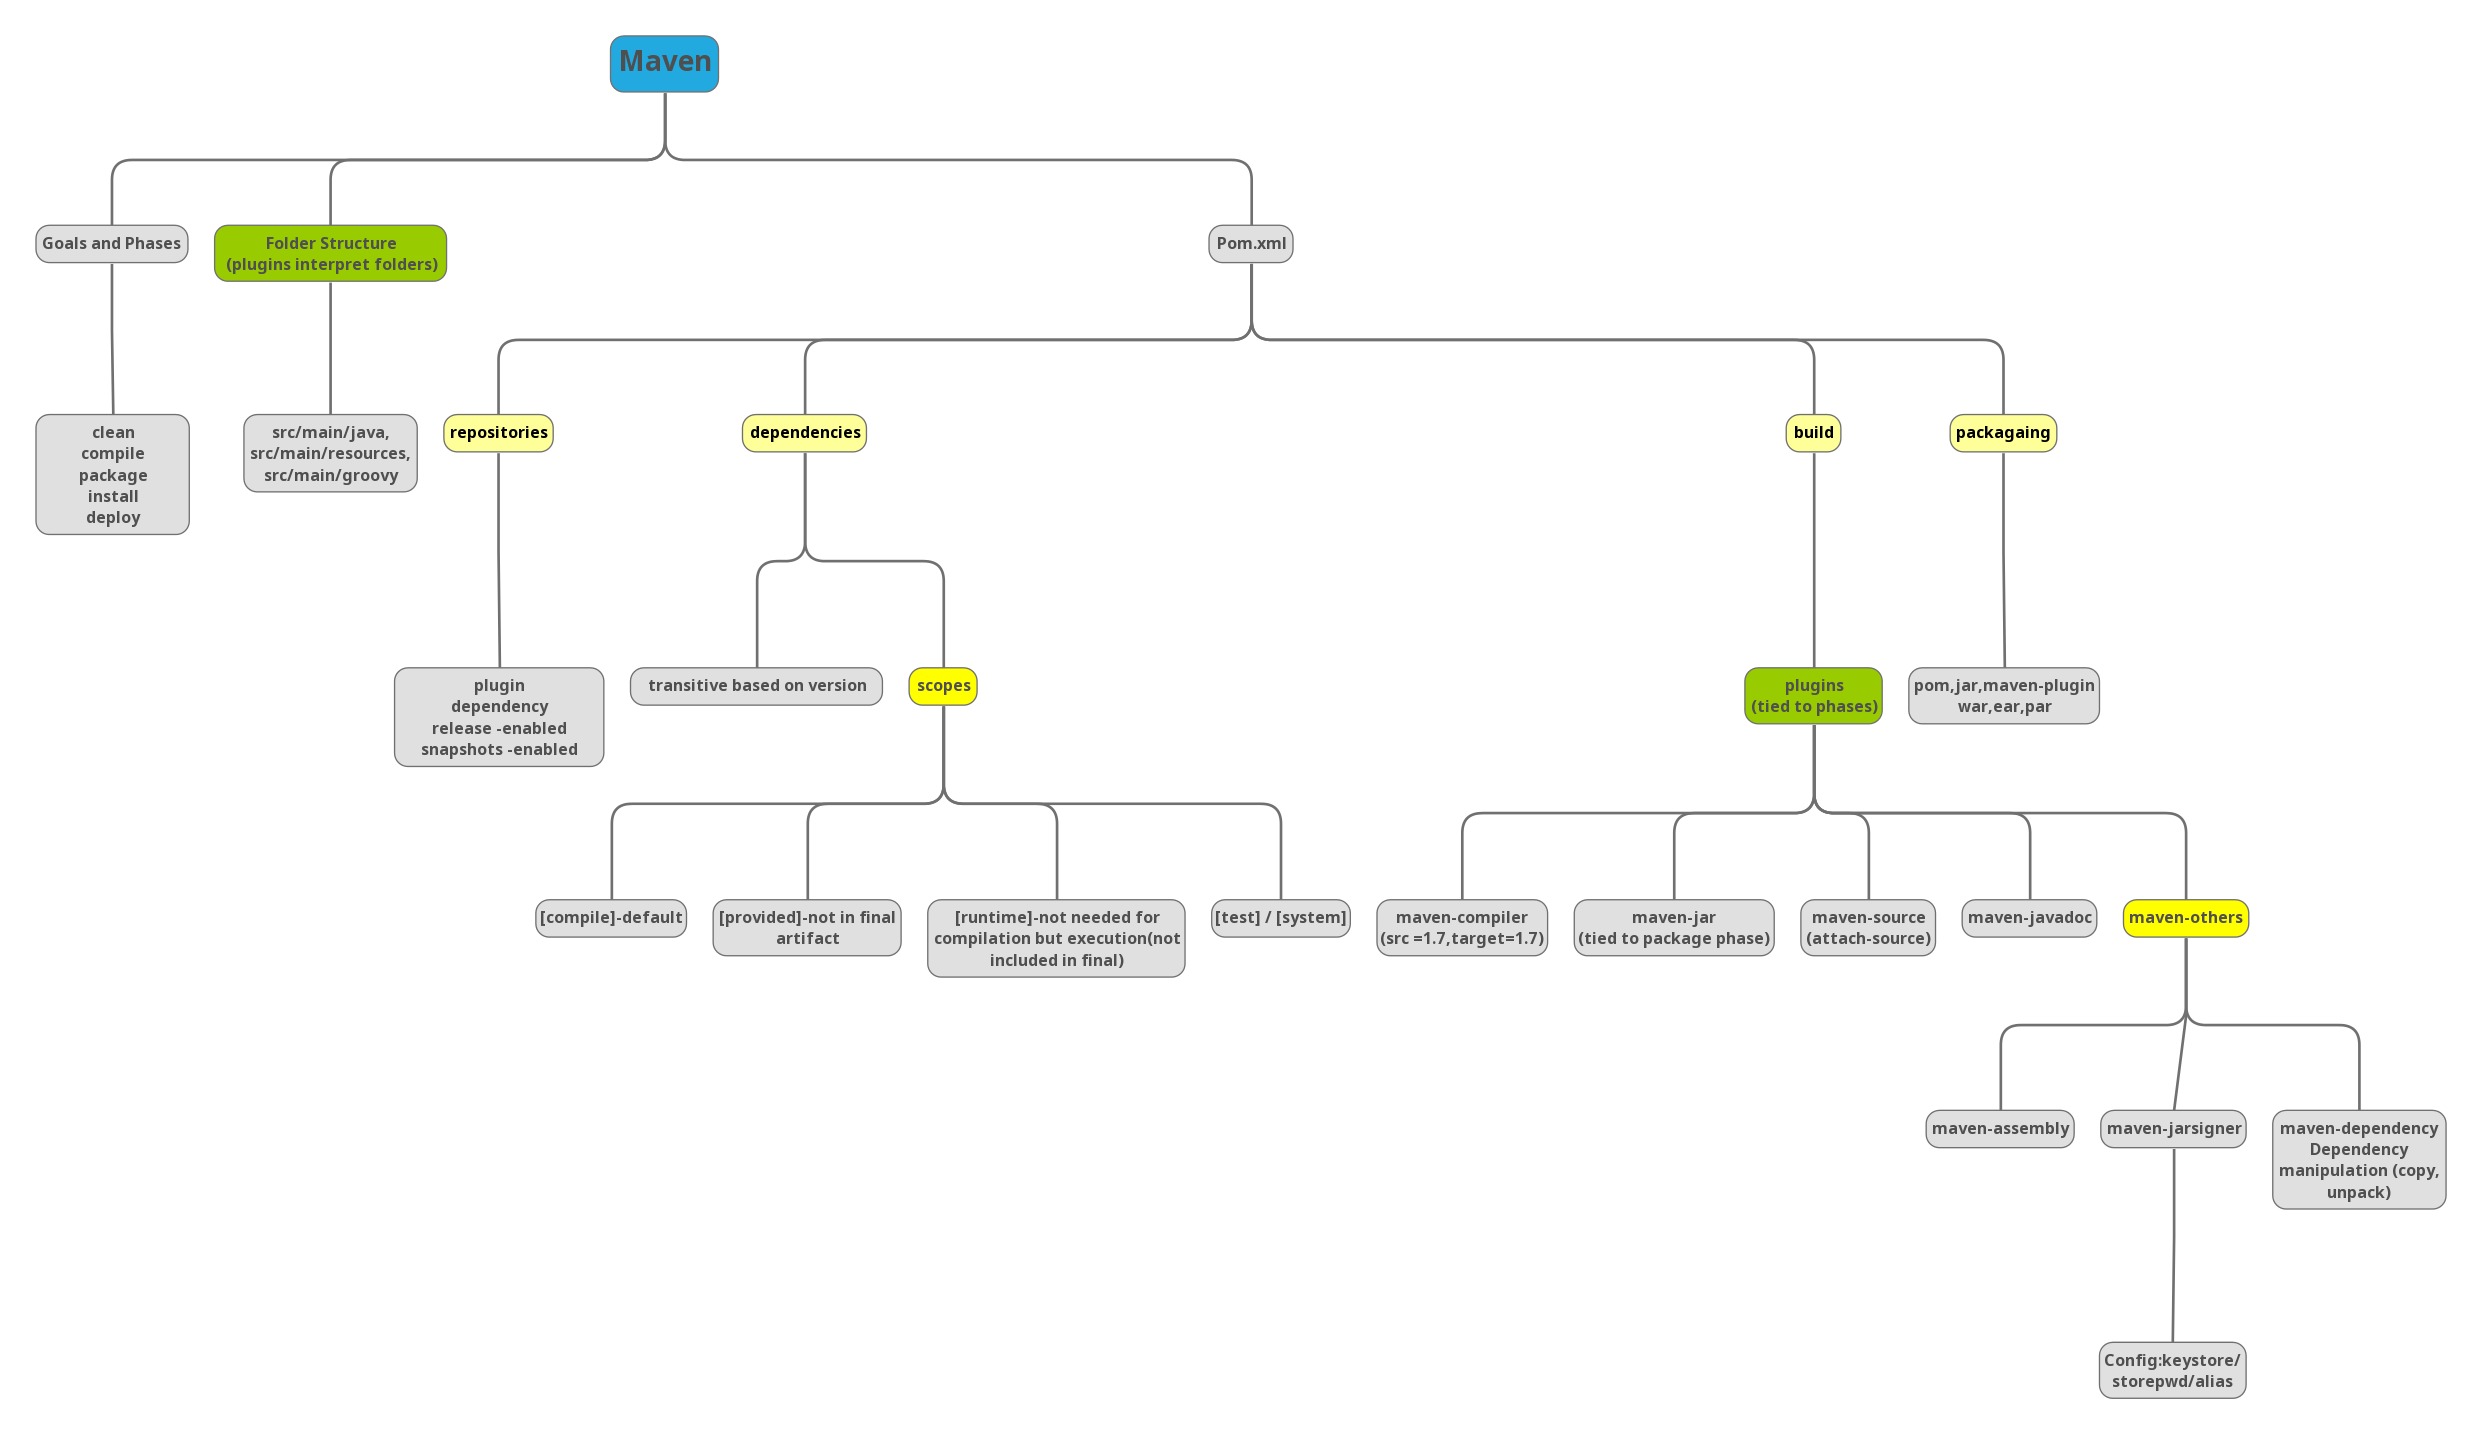 Maven
Goals and Phases
Folder Structure
(plugins interpret folders)
Pom.xml
clean
compile
package
install
deploy
src/main/java,
src/main/resources,
src/main/groovy
repositories
dependencies
build
packagaing
plugin
dependency
release -enabled
snapshots -enabled
transitive based on version
scopes
plugins
(tied to phases)
pom,jar,maven-plugin
war,ear,par
[compile]-default
[provided]-not in final
artifact
[runtime]-not needed for
compilation but execution(not
included in final)
[test] / [system]
maven-compiler
(src =1.7,target=1.7)
maven-jar
(tied to package phase)
maven-source
(attach-source)
maven-javadoc
maven-others
maven-assembly
maven-jarsigner
maven-dependency
Dependency
manipulation (copy,
unpack)
Config:keystore/
storepwd/alias